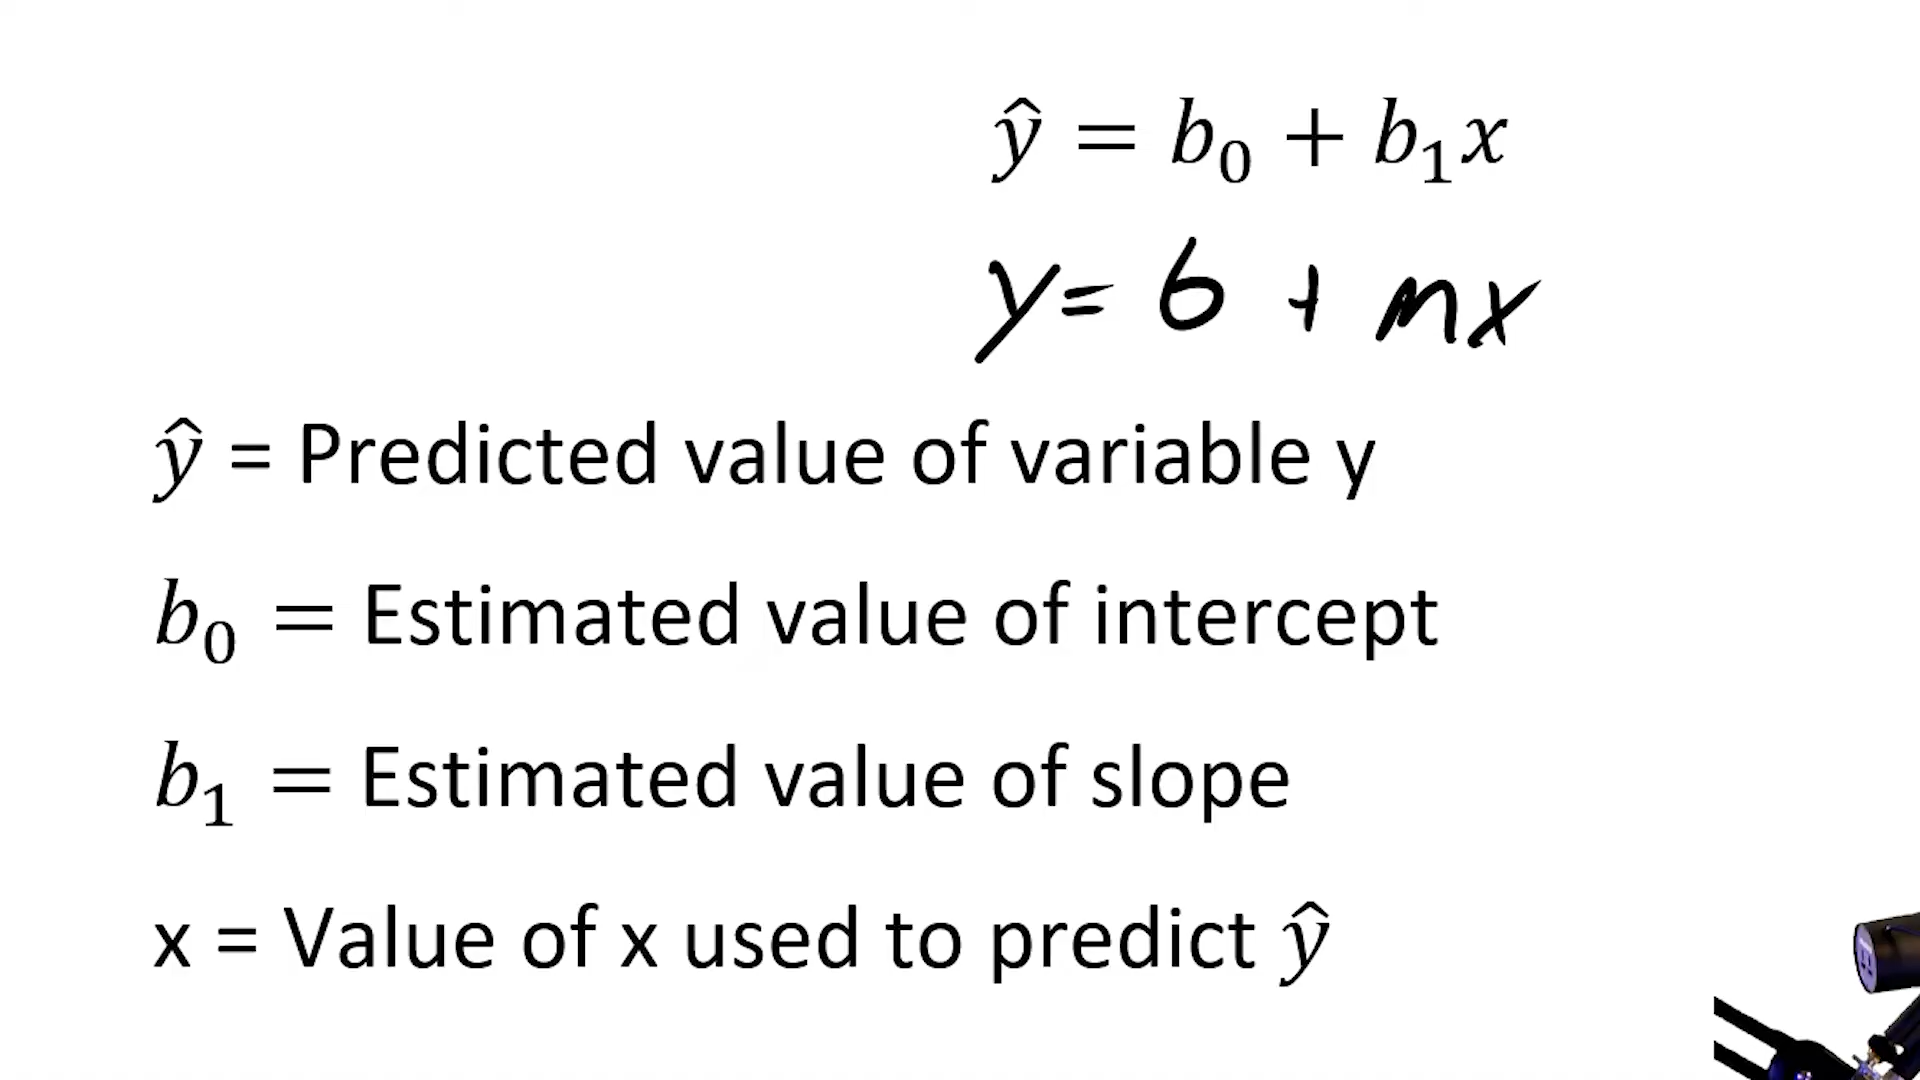 ŷ = b₀ + b₁x
y = b + mx
ŷ = Predicted value of variable y
b₀ = Estimated value of intercept
b₁ = Estimated value of slope
x = Value of x used to predict ŷ